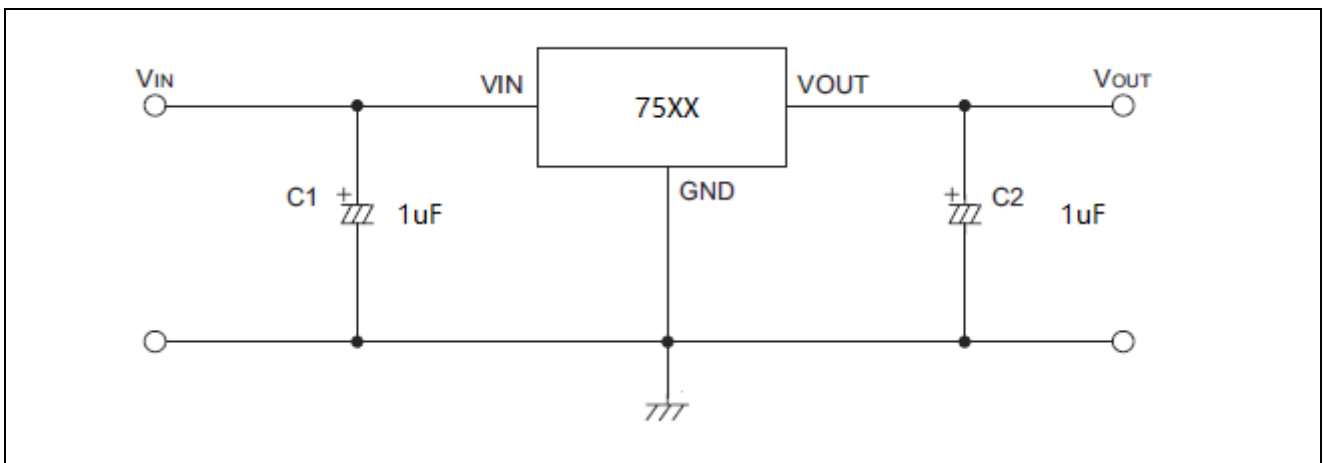 VIN
VIN
75XX
VOUT
VOUT
GND
C1
+
1uF
+
C2
1uF